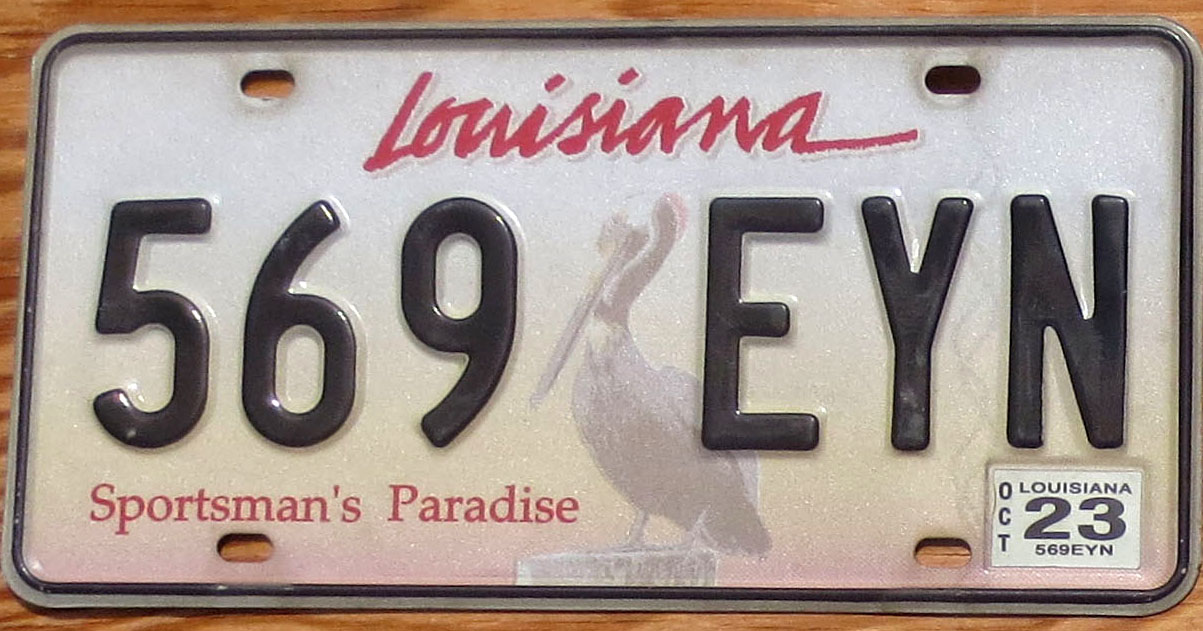 Louisiana
569 EYN
Sportsman's Paradise
OCT
LOUISIANA
23
569EYN